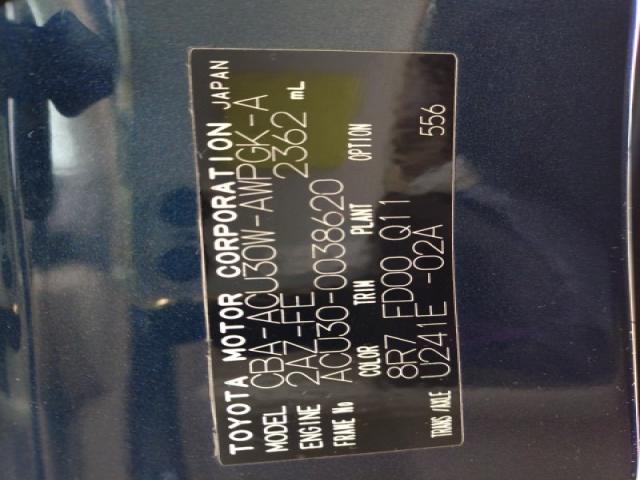 TOYOTA MOTOR CORPORATION JAPAN
MODEL CBA-ACU30W-AWPGK-A
ENGINE 2AZ-FE 2362 mL
FRAME No ACU30-0038620
COLOR TRIM PLANT OPTION
8R7 FD00 Q11
TRANS/AXLE U241E -02A 556